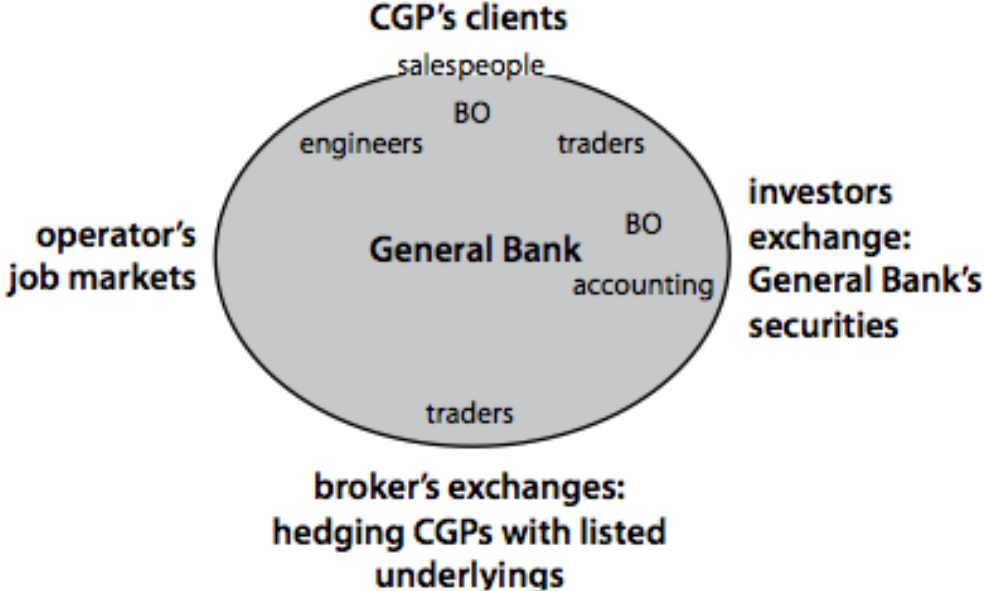 CGP's clients
salespeople
BO
engineers
traders
operator's
job markets
General Bank
BO
accounting
investors
exchange:
General Bank's
securities
traders
broker's exchanges:
hedging CGPs with listed
underlyings